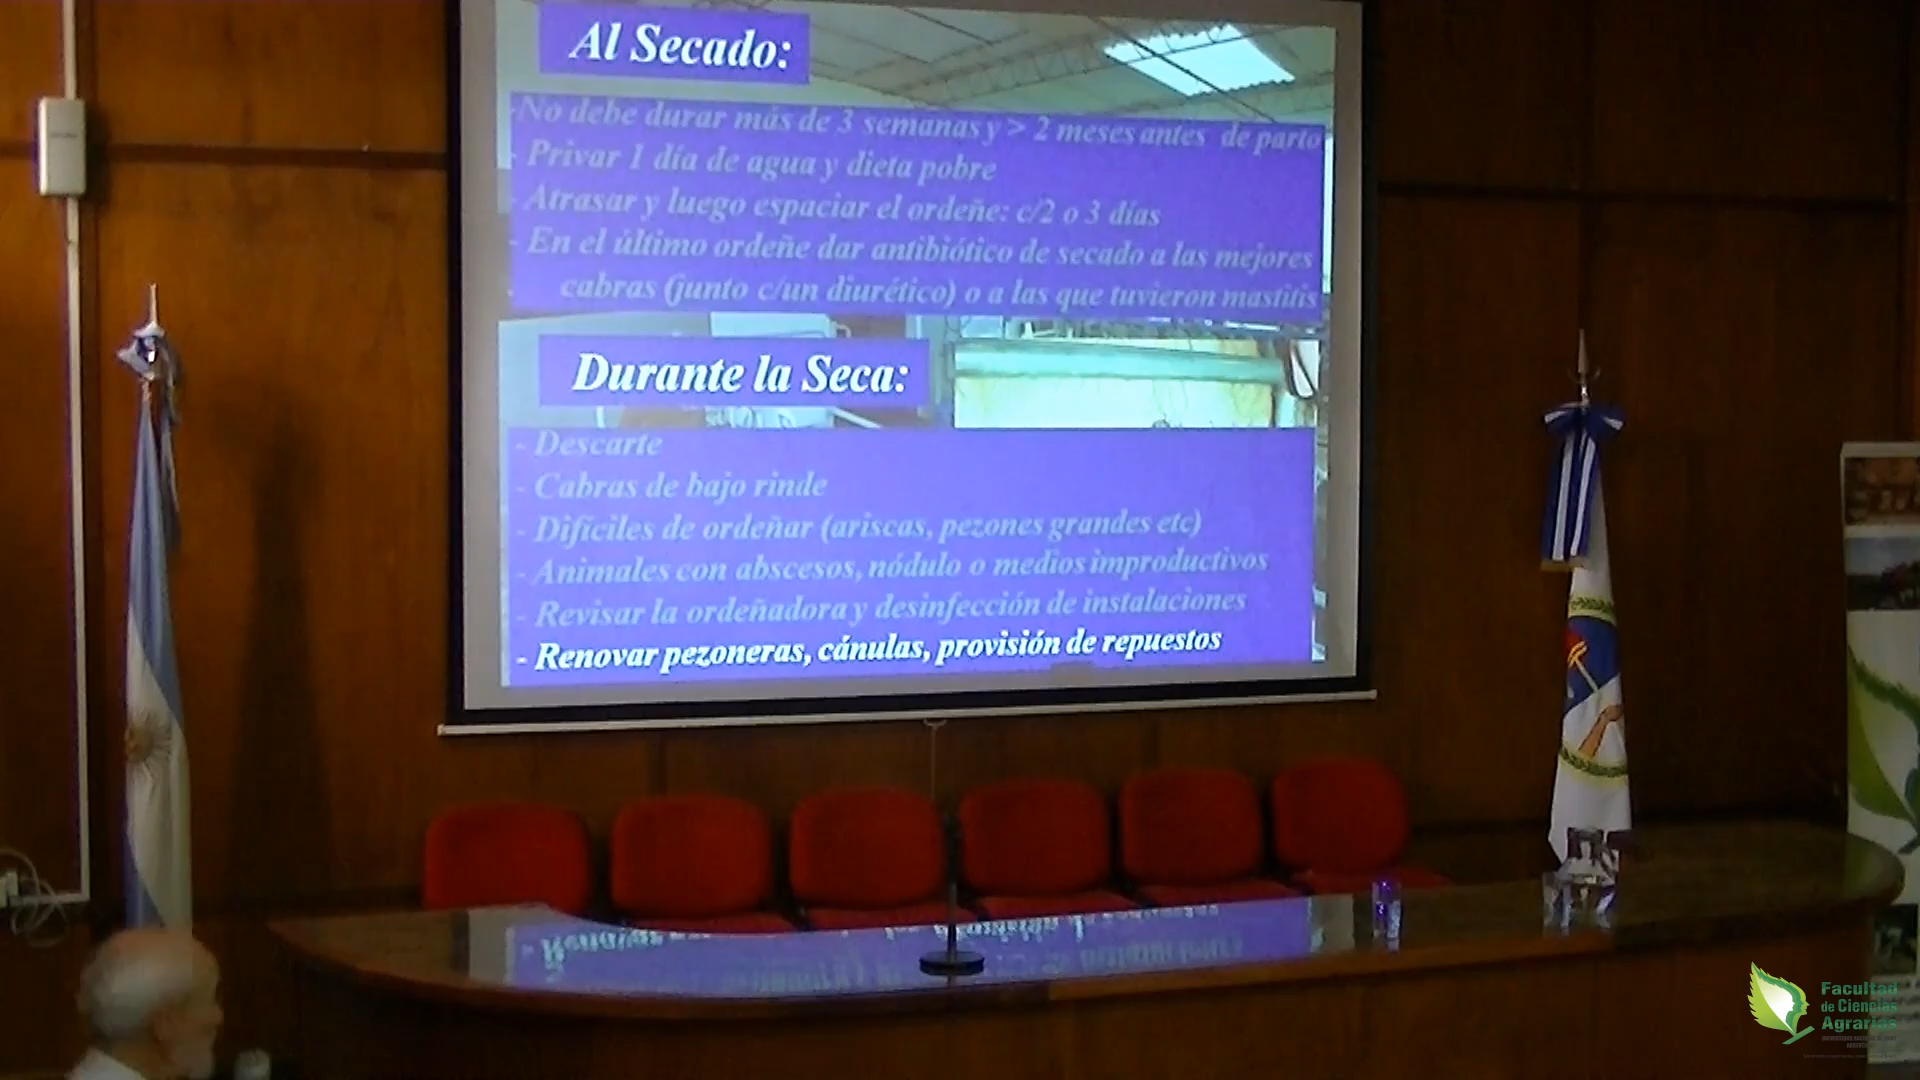 Al Secado:
-No debe durar más de 3 semanas y > 2 meses antes de parto
- Privar 1 día de agua y dieta pobre
- Atrasar y luego espaciar el ordeñe: c/2 o 3 días
- En el último ordeñe dar antibiótico de secado a las mejores
- cabras (junto c/un diurético) o a las que tuvieron mastitis
Durante la Seca:
- Descarte
- Cabras de bajo rinde
- Difíciles de ordeñar (ariscas, pezones grandes etc)
- Animales con abscesos, nódulo o medios improductivos
- Revisar la ordeñadora y desinfección de instalaciones
- Renovar pezoneras, cánulas, provisión de repuestos
Facultad
de Ciencias
Agrarias